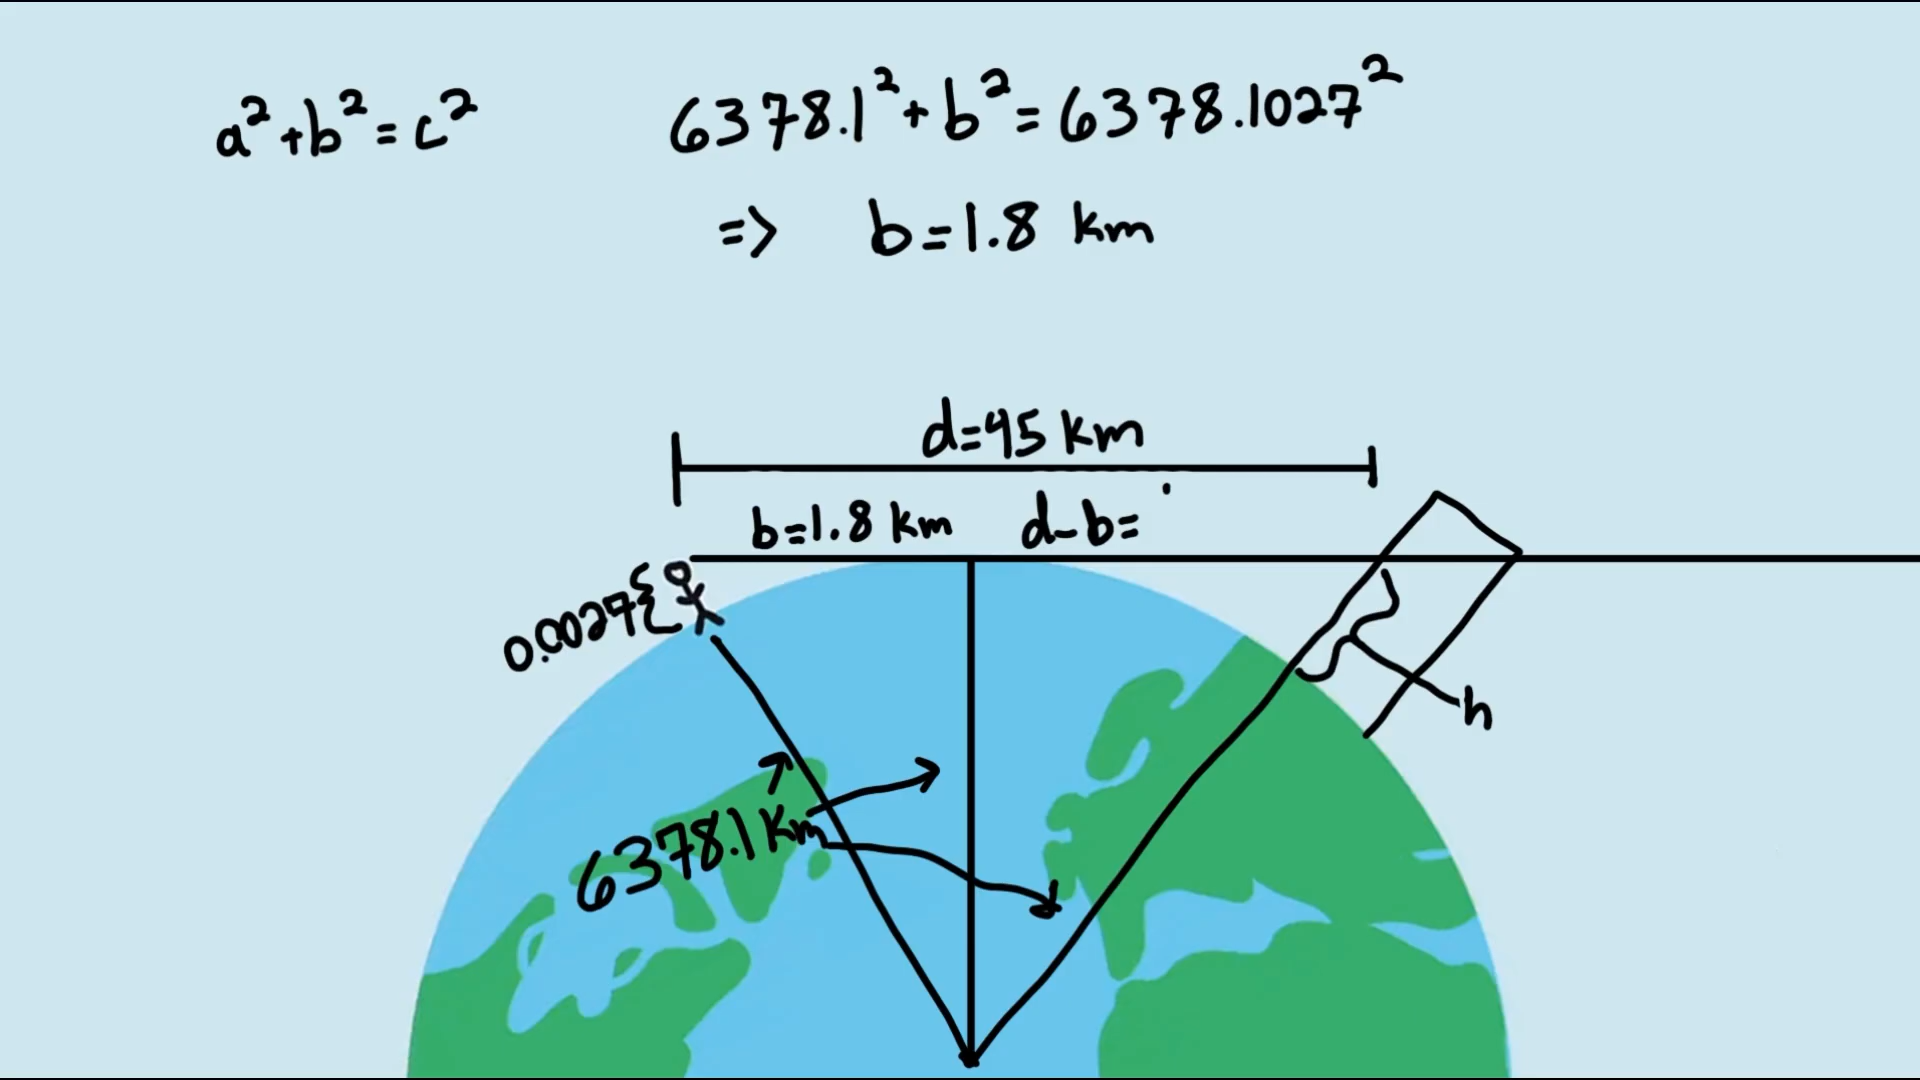 a²+b²=c²
6378.1²+b²=6378.1027²
=> b=1.8 km
d=45 km
b=1.8 km d-b=
0.0027{
h
6378.1 km